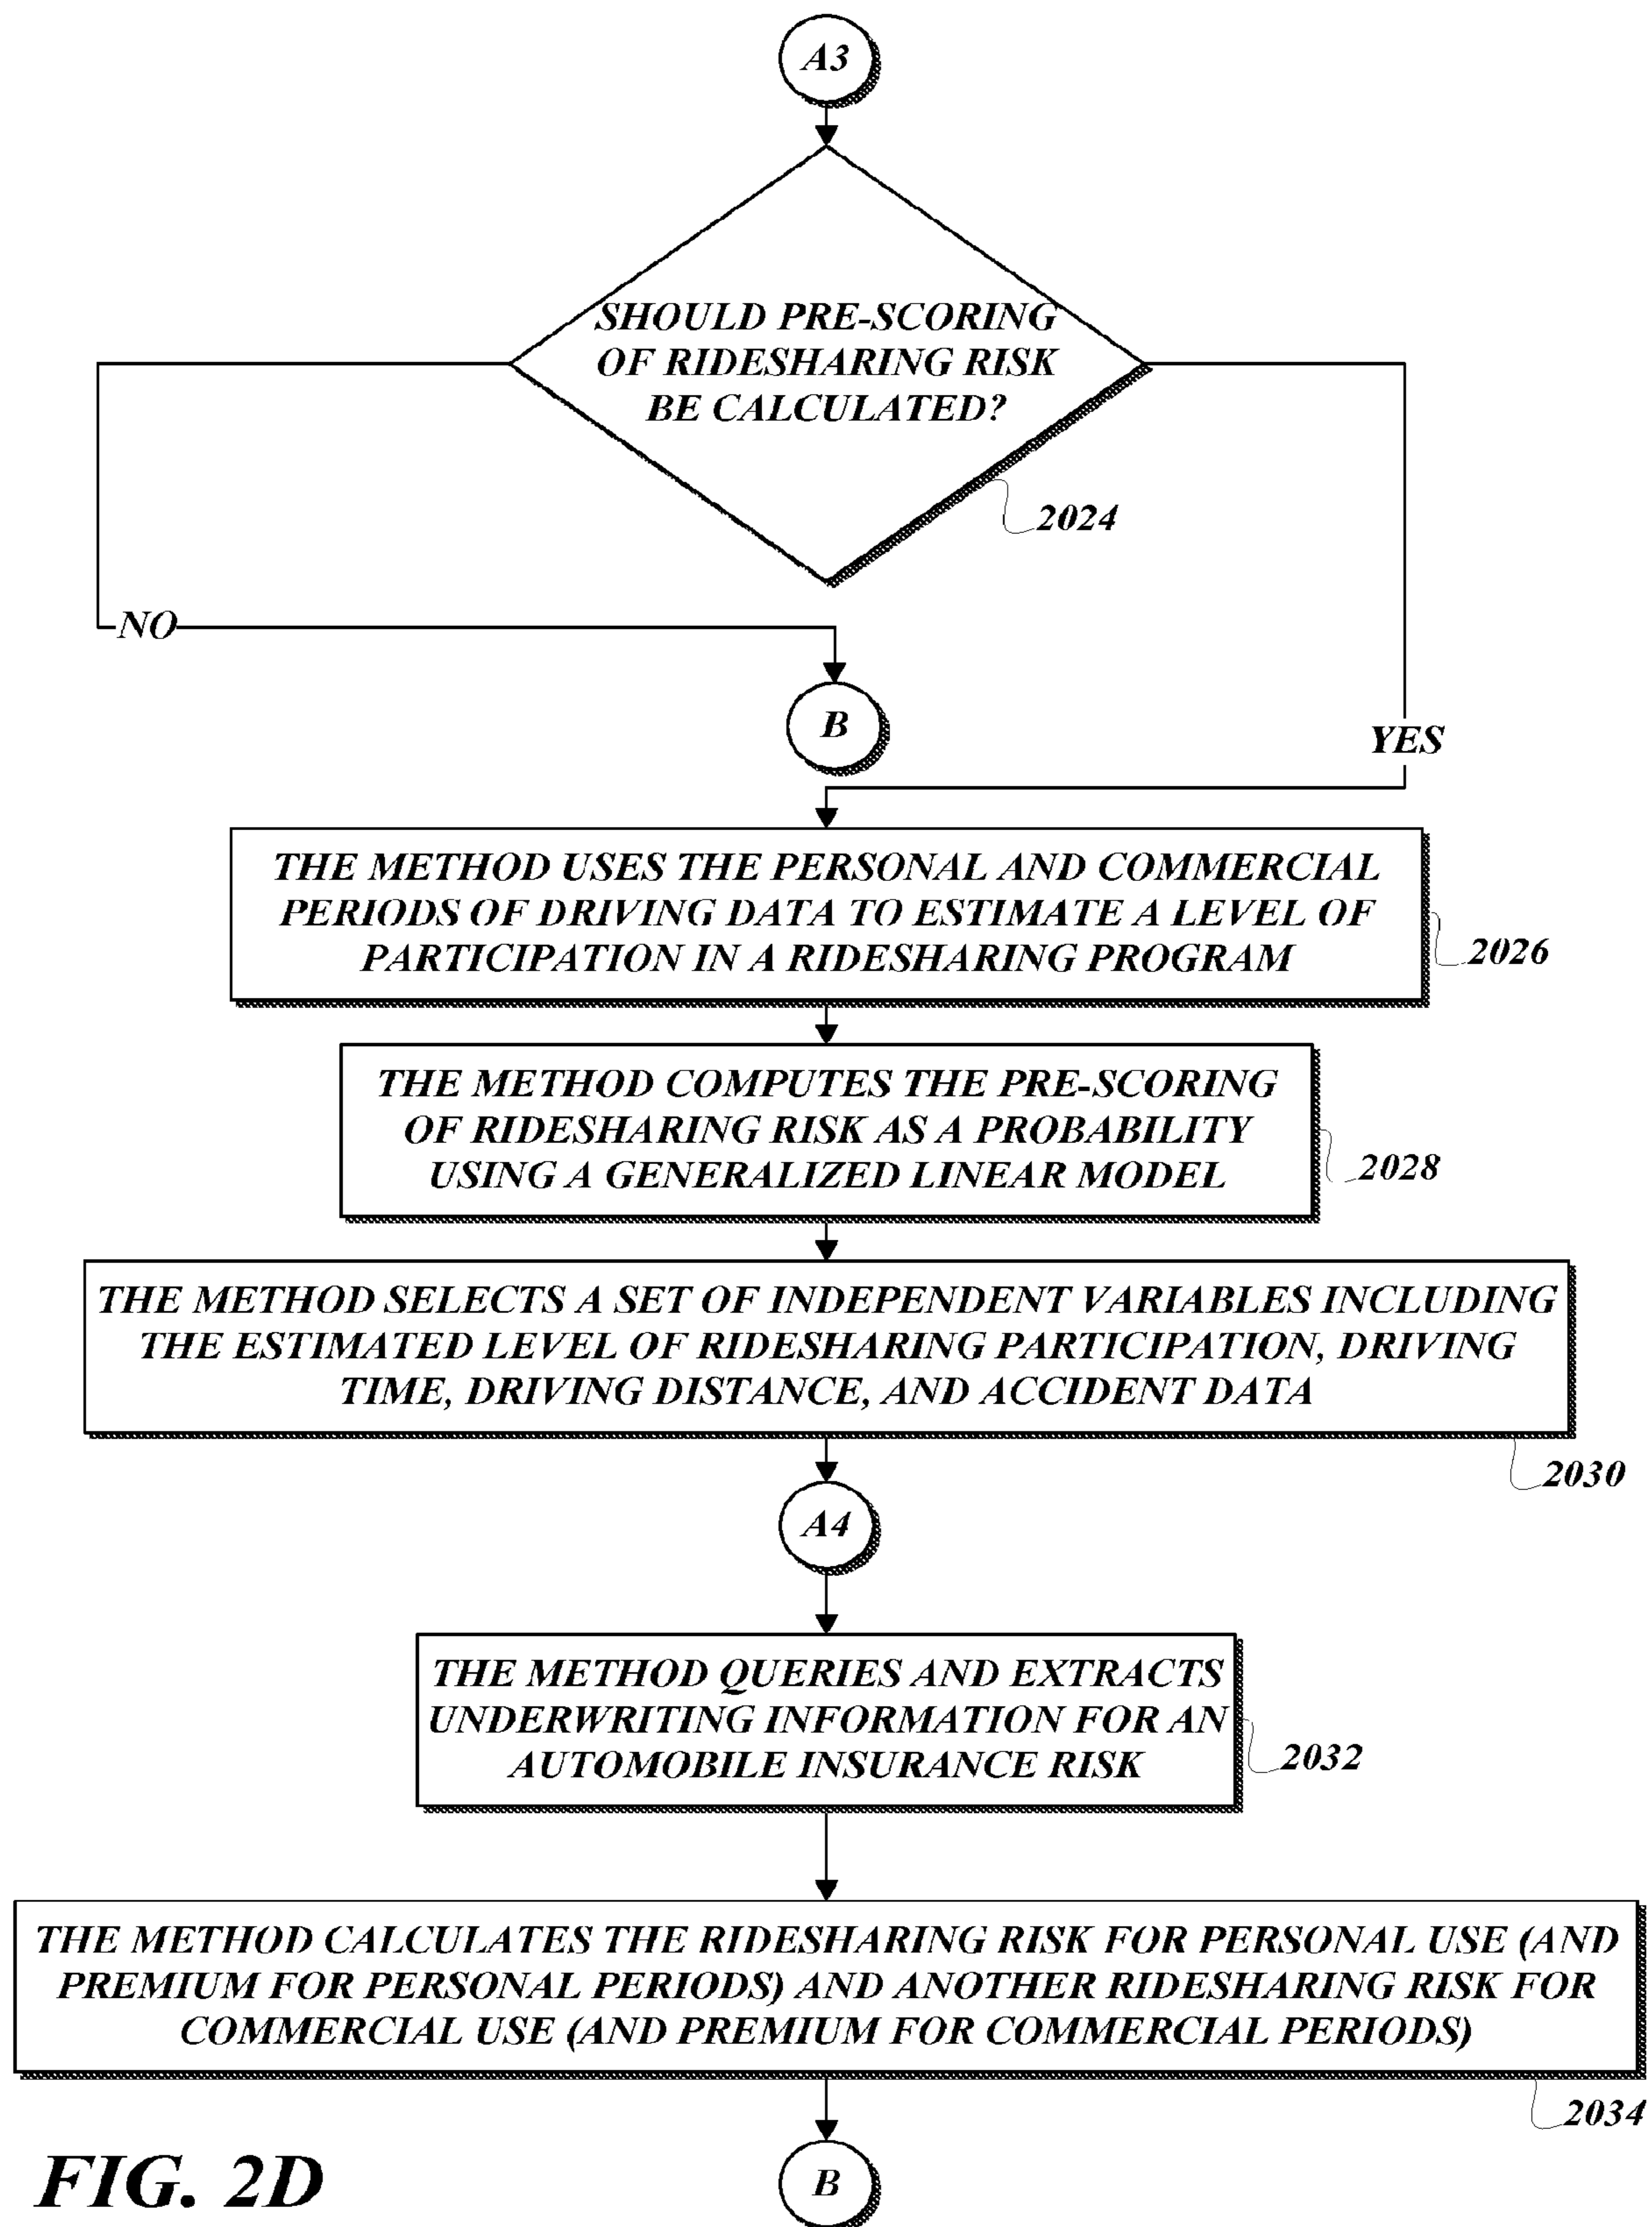 A3
SHOULD PRE-SCORING
OF RIDESHARING RISK
BE CALCULATED?
2024
NO
B
YES
THE METHOD USES THE PERSONAL AND COMMERCIAL
PERIODS OF DRIVING DATA TO ESTIMATE A LEVEL OF
PARTICIPATION IN A RIDESHARING PROGRAM
2026
THE METHOD COMPUTES THE PRE-SCORING
OF RIDESHARING RISK AS A PROBABILITY
USING A GENERALIZED LINEAR MODEL
2028
THE METHOD SELECTS A SET OF INDEPENDENT VARIABLES INCLUDING
THE ESTIMATED LEVEL OF RIDESHARING PARTICIPATION, DRIVING
TIME, DRIVING DISTANCE, AND ACCIDENT DATA
2030
A4
THE METHOD QUERIES AND EXTRACTS
UNDERWRITING INFORMATION FOR AN
AUTOMOBILE INSURANCE RISK
2032
THE METHOD CALCULATES THE RIDESHARING RISK FOR PERSONAL USE (AND
PREMIUM FOR PERSONAL PERIODS) AND ANOTHER RIDESHARING RISK FOR
COMMERCIAL USE (AND PREMIUM FOR COMMERCIAL PERIODS)
2034
B
FIG. 2D